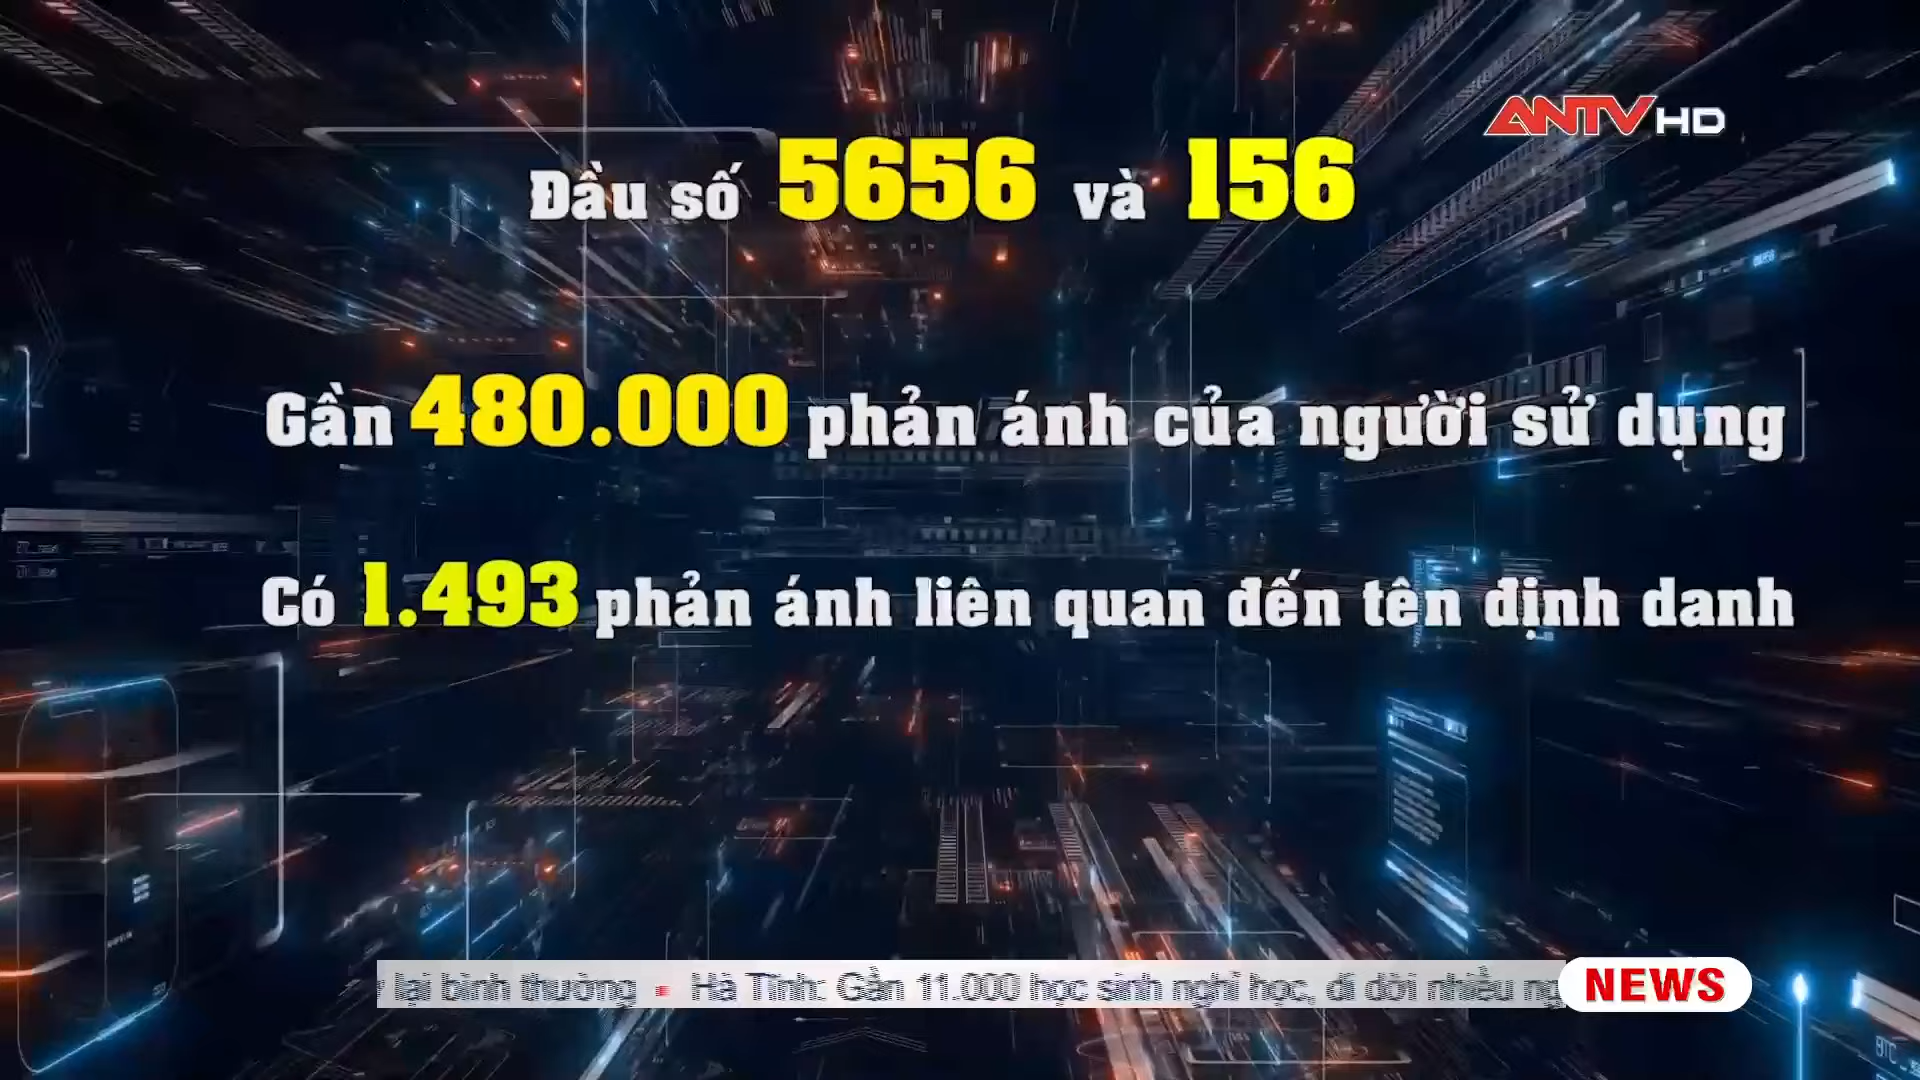 ANTV HD
Đầu số 5656 và 156
Gần 480.000 phản ánh của người sử dụng
Có 1.493 phản ánh liên quan đến tên định danh
lại bình thường ▪ Hà Tĩnh: Gần 11.000 học sinh nghỉ học, di dời nhiều
NEWS